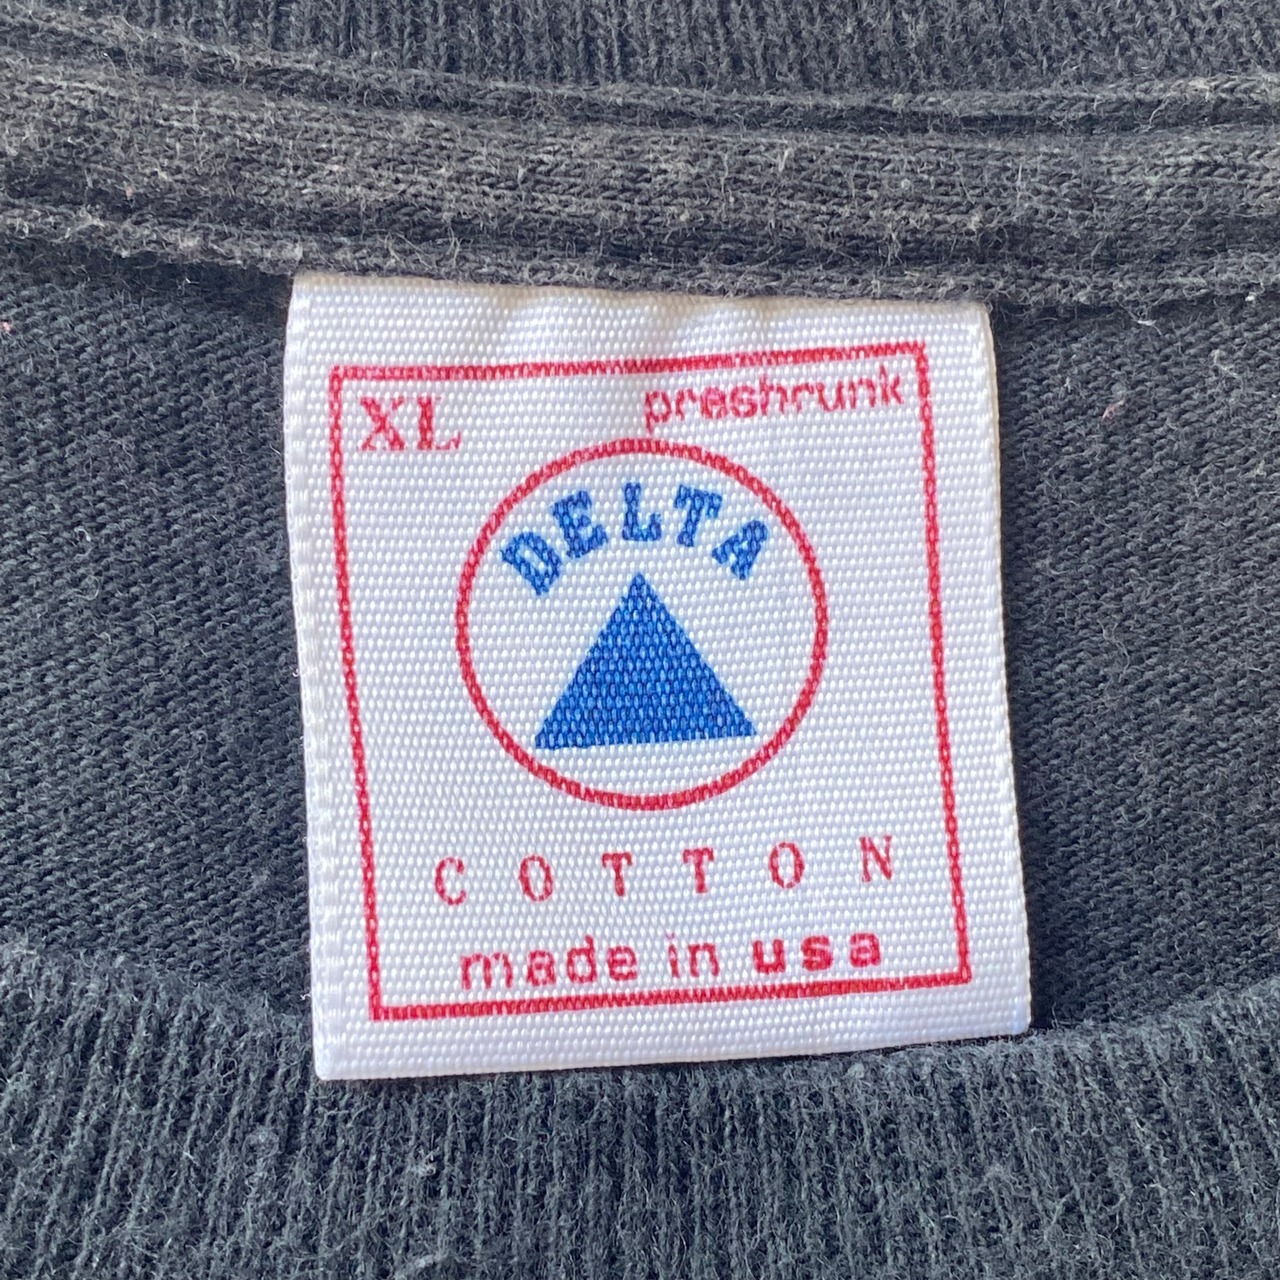 XL preshrunk
DELTA
COTTON
made in usa